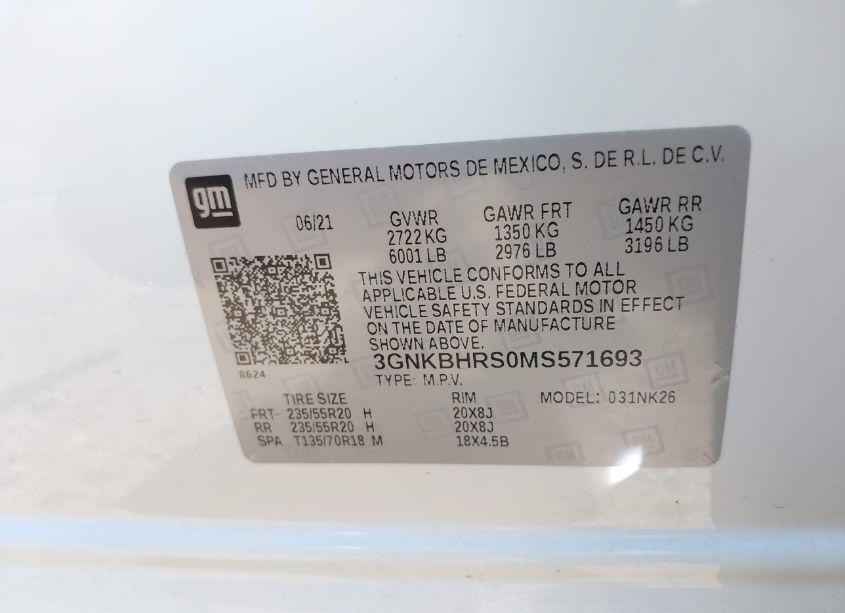 gm
MFD BY GENERAL MOTORS DE MEXICO, S. DE R.L. DE C.V.
06/21 GVWR GAWR FRT GAWR RR
2722 KG 1350 KG 1450 KG
6001 LB 2976 LB 3196 LB
THIS VEHICLE CONFORMS TO ALL
APPLICABLE U.S. FEDERAL MOTOR
VEHICLE SAFETY STANDARDS IN EFFECT
ON THE DATE OF MANUFACTURE
SHOWN ABOVE.
8624
3GNKBHRS0MS571693
TYPE: M.P.V.
TIRE SIZE RIM MODEL: 031NK26
FRT 235/55R20 H 20X8J
RR 235/55R20 H 20X8J
SPA T135/70R18 M 18X4.5B